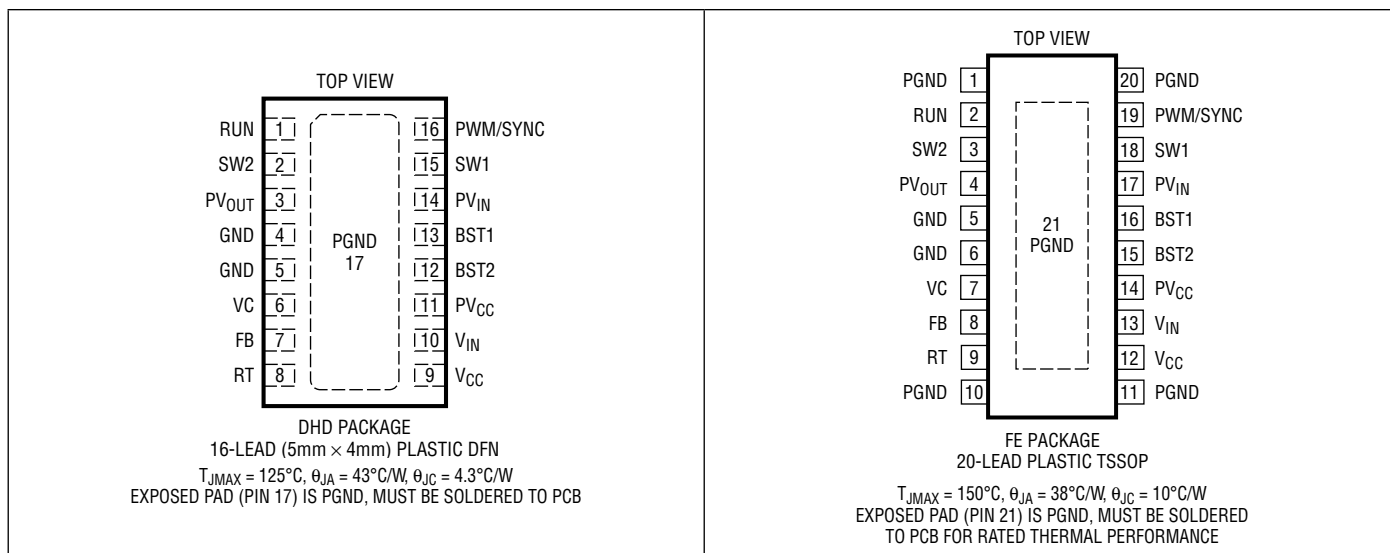 TOP VIEW
RUN 1
SW2 2
PVOUT 3
GND 4
GND 5
VC 6
FB 7
RT 8
16 PWM/SYNC
15 SW1
14 PVIN
13 BST1
12 BST2
11 PVCC
10 VIN
9 VCC
PGND
17
DHD PACKAGE
16-LEAD (5mm × 4mm) PLASTIC DFN
TJMAX = 125°C, θJA = 43°C/W, θJC = 4.3°C/W
EXPOSED PAD (PIN 17) IS PGND, MUST BE SOLDERED TO PCB
TOP VIEW
PGND 1
RUN 2
SW2 3
PVOUT 4
GND 5
GND 6
VC 7
FB 8
RT 9
PGND 10
20 PGND
19 PWM/SYNC
18 SW1
17 PVIN
16 BST1
15 BST2
14 PVCC
13 VIN
12 VCC
11 PGND
21
PGND
FE PACKAGE
20-LEAD PLASTIC TSSOP
TJMAX = 150°C, θJA = 38°C/W, θJC = 10°C/W
EXPOSED PAD (PIN 21) IS PGND, MUST BE SOLDERED
TO PCB FOR RATED THERMAL PERFORMANCE